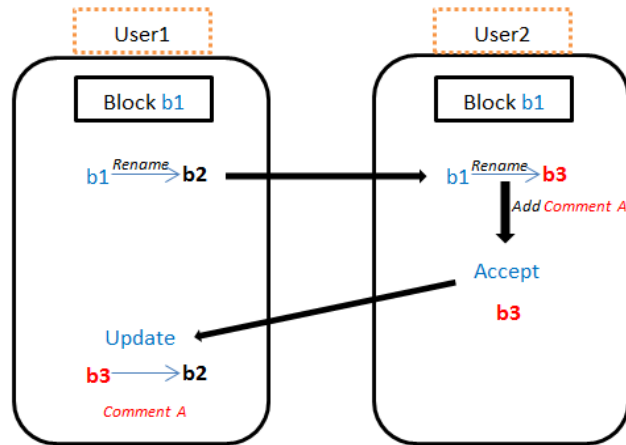 User1
User2
Block b1
Block b1
Rename
b1 b2
Rename
b1 b3
Add Comment A
Accept
b3
Update
b3 b2
Comment A